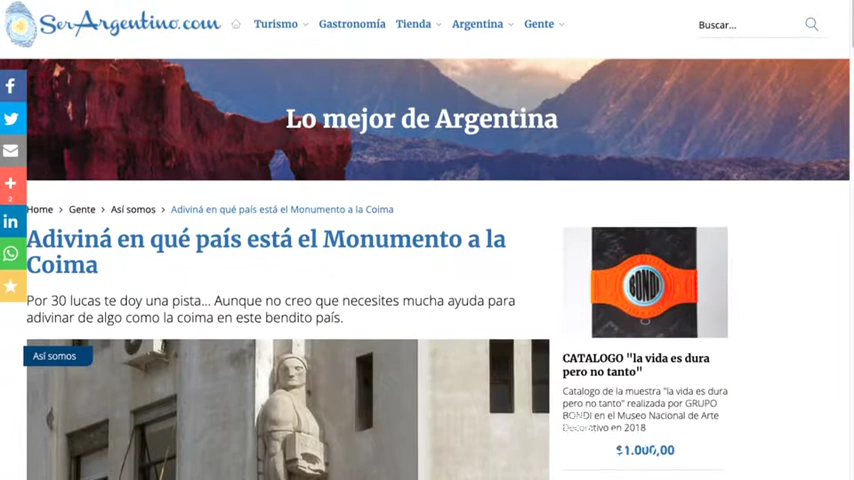 SerArgentino.com
Turismo
Gastronomía
Tienda
Argentina
Gente
Buscar...
Lo mejor de Argentina
2
Home > Gente > Así somos > Adiviná en qué país está el Monumento a la Coima
Adiviná en qué país está el Monumento a la
Coima
Por 30 lucas te doy una pista... Aunque no creo que necesites mucha ayuda para
adivinar de algo como la coima en este bendito país.
Así somos
BONDI
CATALOGO "la vida es dura
pero no tanto"
Catalogo de la muestra "la vida es dura
pero no tanto" realizada por GRUPO
BONDI en el Museo Nacional de Arte
Decorativo en 2018
$1.000,00